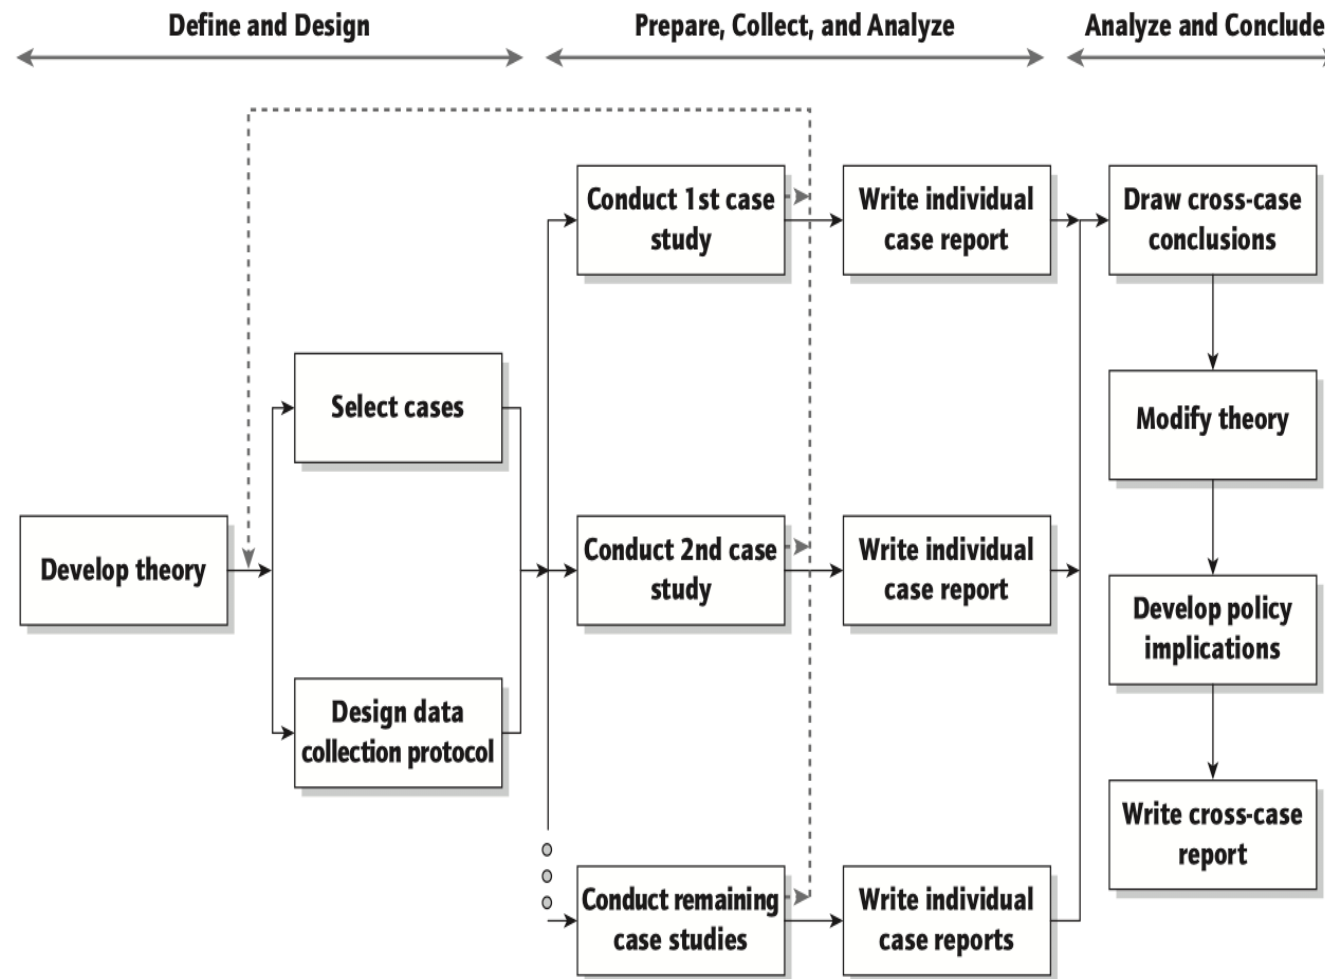 Define and Design
Prepare, Collect, and Analyze
Analyze and Conclude
Develop theory
Select cases
Design data
collection protocol
Conduct 1st case
study
Write individual
case report
Conduct 2nd case
study
Write individual
case report
Conduct remaining
case studies
Write individual
case reports
Draw cross-case
conclusions
Modify theory
Develop policy
implications
Write cross-case
report